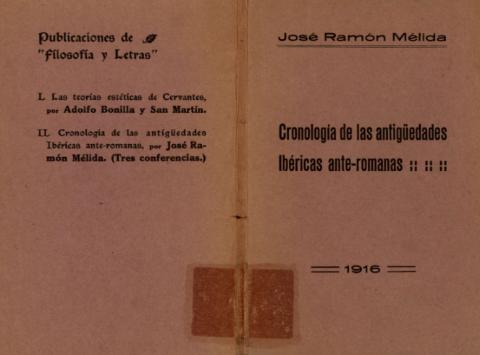 Publicaciones de
"Filosofía y Letras"
I. Las teorías estéticas de Cervantes,
por Adolfo Bonilla y San Martín.
II. Cronología de las antigüedades
Ibéricas ante-romanas, por José Ra-
món Mélida. (Tres conferencias.)
José Ramón Mélida
Cronología de las antigüedades
Ibéricas ante-romanas
1916